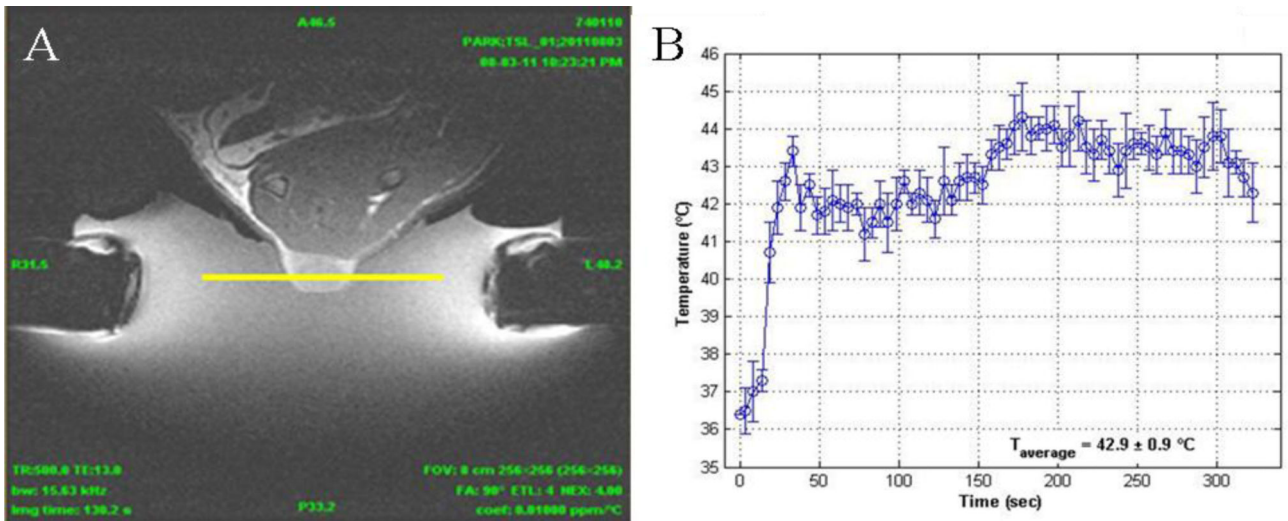 A
A46.5
740110
PARK;TSL_01;20110803
08-03-11 10:23:21 PM
R31.5
L48.2
TR:500.0 TE:13.0
bw: 15.63 kHz
Img time: 130.2 s
P33.2
FOV: 8 cm 256×256 (256×256)
FA: 90° ETL: 4 NEX: 4.00
coef: 0.01000 ppm/°C
B
46
45
44
43
42
41
40
39
38
37
36
35
Temperature (°C)
T average = 42.9 ± 0.9 °C
0 50 100 150 200 250 300
Time (sec)